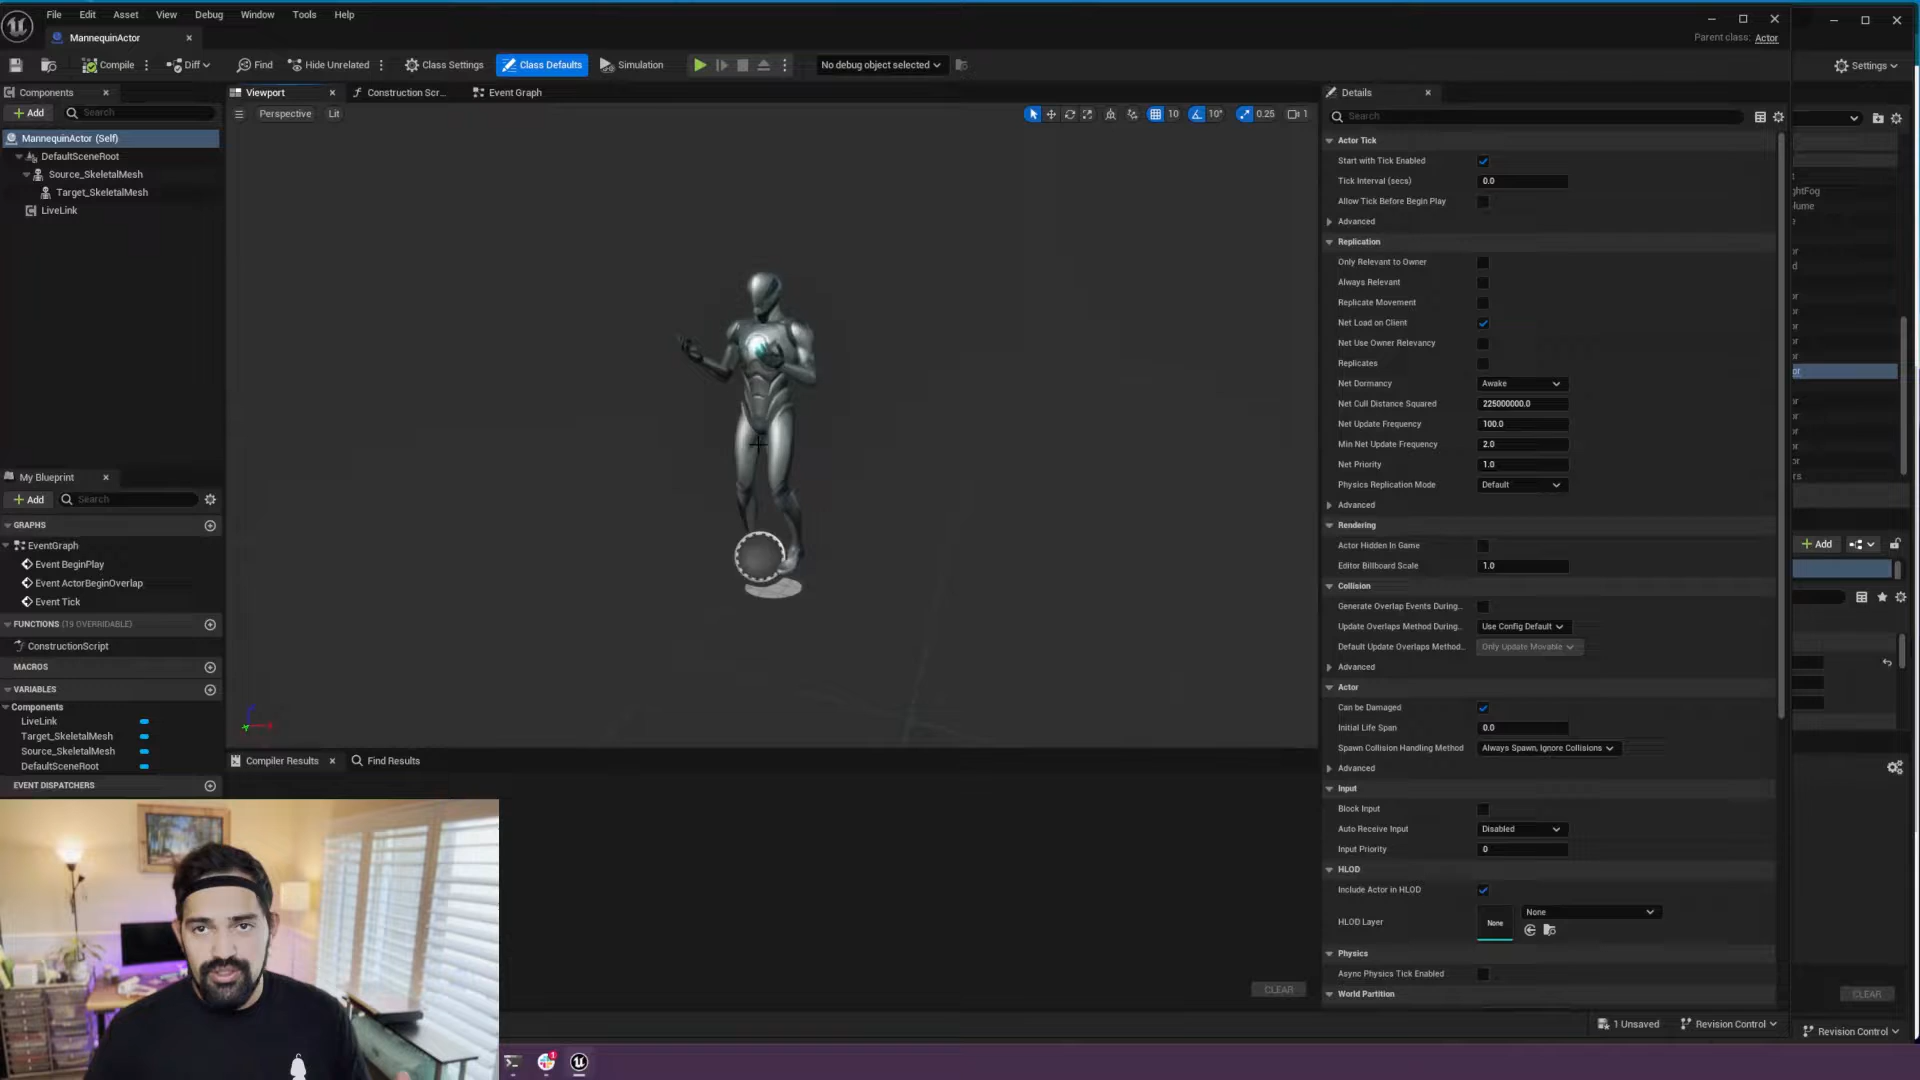 File Edit Asset View Debug Window Tools Help
MannequinActor
Parent class: Actor
Compile Diff Find Hide Unrelated Class Settings Class Defaults Simulation No debug object selected Settings
Components
Add Search
MannequinActor (Self)
DefaultSceneRoot
Source_SkeletalMesh
Target_SkeletalMesh
LiveLink
My Blueprint
Add Search
GRAPHS
EventGraph
Event BeginPlay
Event ActorBeginOverlap
Event Tick
FUNCTIONS (19 OVERRIDABLE)
ConstructionScript
MACROS
VARIABLES
Components
LiveLink
Target_SkeletalMesh
Source_SkeletalMesh
DefaultSceneRoot
EVENT DISPATCHERS
Viewport Construction Scr... Event Graph
Perspective Lit 10 10° 0.25 1
Compiler Results Find Results
CLEAR
Details
Search
Actor Tick
Start with Tick Enabled
Tick Interval (secs) 0.0
Allow Tick Before Begin Play
Advanced
Replication
Only Relevant to Owner
Always Relevant
Replicate Movement
Net Load on Client
Net Use Owner Relevancy
Replicates
Net Dormancy Awake
Net Cull Distance Squared 225000000.0
Net Update Frequency 100.0
Min Net Update Frequency 2.0
Net Priority 1.0
Physics Replication Mode Default
Advanced
Rendering
Actor Hidden In Game
Editor Billboard Scale 1.0
Collision
Generate Overlap Events During..
Update Overlaps Method During.. Use Config Default
Default Update Overlaps Method.. Only Update Movable
Advanced
Actor
Can be Damaged
Initial Life Span 0.0
Spawn Collision Handling Method Always Spawn, Ignore Collisions
Advanced
Input
Block Input
Auto Receive Input Disabled
Input Priority 0
HLOD
Include Actor in HLOD
HLOD Layer None None
Physics
Async Physics Tick Enabled
World Partition
1 Unsaved Revision Control
ghtFog
lume
Add
CLEAR
Revision Control